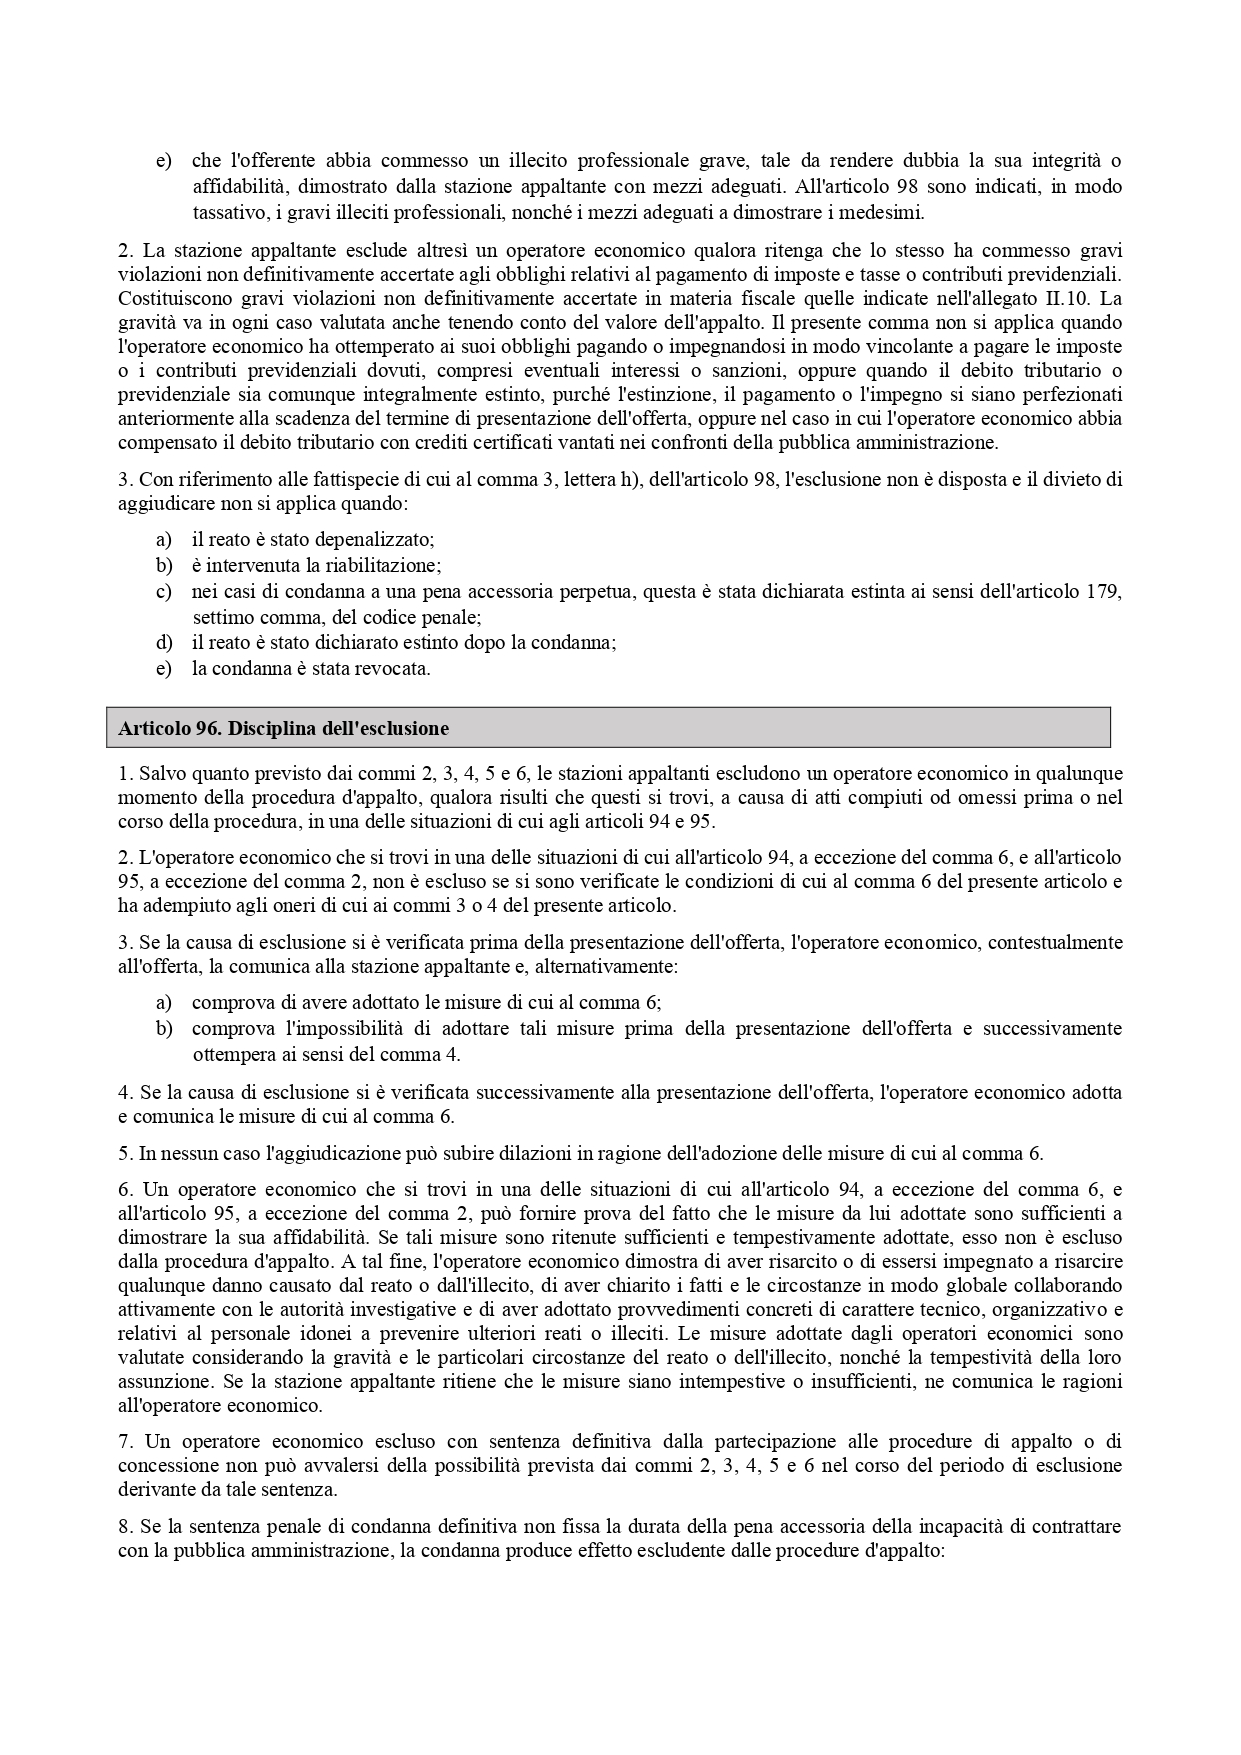 e) che l'offerente abbia commesso un illecito professionale grave, tale da rendere dubbia la sua integrità o
affidabilità, dimostrato dalla stazione appaltante con mezzi adeguati. All'articolo 98 sono indicati, in modo
tassativo, i gravi illeciti professionali, nonché i mezzi adeguati a dimostrare i medesimi.
2. La stazione appaltante esclude altresì un operatore economico qualora ritenga che lo stesso ha commesso gravi
violazioni non definitivamente accertate agli obblighi relativi al pagamento di imposte e tasse o contributi previdenziali.
Costituiscono gravi violazioni non definitivamente accertate in materia fiscale quelle indicate nell'allegato II.10. La
gravità va in ogni caso valutata anche tenendo conto del valore dell'appalto. Il presente comma non si applica quando
l'operatore economico ha ottemperato ai suoi obblighi pagando o impegnandosi in modo vincolante a pagare le imposte
o i contributi previdenziali dovuti, compresi eventuali interessi o sanzioni, oppure quando il debito tributario o
previdenziale sia comunque integralmente estinto, purché l'estinzione, il pagamento o l'impegno si siano perfezionati
anteriormente alla scadenza del termine di presentazione dell'offerta, oppure nel caso in cui l'operatore economico abbia
compensato il debito tributario con crediti certificati vantati nei confronti della pubblica amministrazione.
3. Con riferimento alle fattispecie di cui al comma 3, lettera h), dell'articolo 98, l'esclusione non è disposta e il divieto di
aggiudicare non si applica quando:
a) il reato è stato depenalizzato;
b) è intervenuta la riabilitazione;
c) nei casi di condanna a una pena accessoria perpetua, questa è stata dichiarata estinta ai sensi dell'articolo 179,
settimo comma, del codice penale;
d) il reato è stato dichiarato estinto dopo la condanna;
e) la condanna è stata revocata.
Articolo 96. Disciplina dell'esclusione
1. Salvo quanto previsto dai commi 2, 3, 4, 5 e 6, le stazioni appaltanti escludono un operatore economico in qualunque
momento della procedura d'appalto, qualora risulti che questi si trovi, a causa di atti compiuti od omessi prima o nel
corso della procedura, in una delle situazioni di cui agli articoli 94 e 95.
2. L'operatore economico che si trovi in una delle situazioni di cui all'articolo 94, a eccezione del comma 6, e all'articolo
95, a eccezione del comma 2, non è escluso se si sono verificate le condizioni di cui al comma 6 del presente articolo e
ha adempiuto agli oneri di cui ai commi 3 o 4 del presente articolo.
3. Se la causa di esclusione si è verificata prima della presentazione dell'offerta, l'operatore economico, contestualmente
all'offerta, la comunica alla stazione appaltante e, alternativamente:
a) comprova di avere adottato le misure di cui al comma 6;
b) comprova l'impossibilità di adottare tali misure prima della presentazione dell'offerta e successivamente
ottempera ai sensi del comma 4.
4. Se la causa di esclusione si è verificata successivamente alla presentazione dell'offerta, l'operatore economico adotta
e comunica le misure di cui al comma 6.
5. In nessun caso l'aggiudicazione può subire dilazioni in ragione dell'adozione delle misure di cui al comma 6.
6. Un operatore economico che si trovi in una delle situazioni di cui all'articolo 94, a eccezione del comma 6, e
all'articolo 95, a eccezione del comma 2, può fornire prova del fatto che le misure da lui adottate sono sufficienti a
dimostrare la sua affidabilità. Se tali misure sono ritenute sufficienti e tempestivamente adottate, esso non è escluso
dalla procedura d'appalto. A tal fine, l'operatore economico dimostra di aver risarcito o di essersi impegnato a risarcire
qualunque danno causato dal reato o dall'illecito, di aver chiarito i fatti e le circostanze in modo globale collaborando
attivamente con le autorità investigative e di aver adottato provvedimenti concreti di carattere tecnico, organizzativo e
relativi al personale idonei a prevenire ulteriori reati o illeciti. Le misure adottate dagli operatori economici sono
valutate considerando la gravità e le particolari circostanze del reato o dell'illecito, nonché la tempestività della loro
assunzione. Se la stazione appaltante ritiene che le misure siano intempestive o insufficienti, ne comunica le ragioni
all'operatore economico.
7. Un operatore economico escluso con sentenza definitiva dalla partecipazione alle procedure di appalto o di
concessione non può avvalersi della possibilità prevista dai commi 2, 3, 4, 5 e 6 nel corso del periodo di esclusione
derivante da tale sentenza.
8. Se la sentenza penale di condanna definitiva non fissa la durata della pena accessoria della incapacità di contrattare
con la pubblica amministrazione, la condanna produce effetto escludente dalle procedure d'appalto: